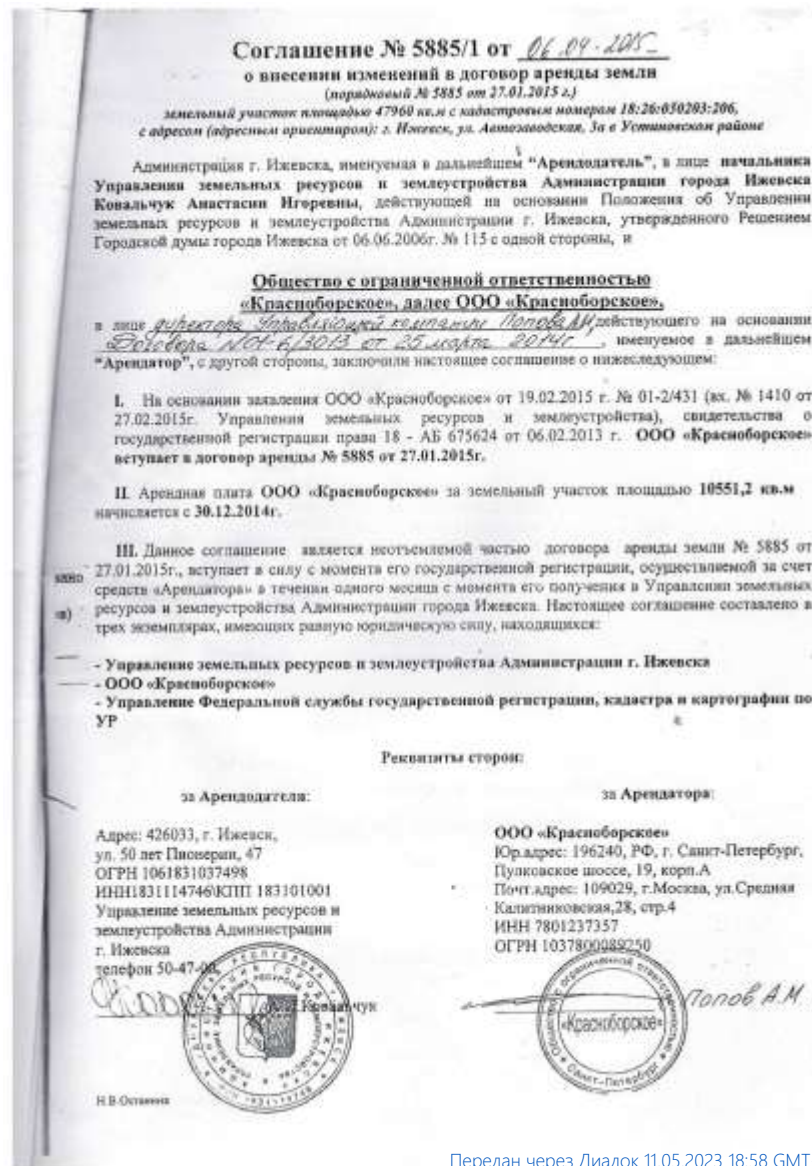 Соглашение № 5885/1 от 06.04.2015
о внесении изменений в договор аренды земли
(порядковый № 5885 от 27.01.2015 г.)
земельный участок площадью 47960 кв.м с кадастровым номером 18:26:050203:206,
с адресом (адресным ориентиром): г. Ижевск, ул. Автозаводская, 3а в Устиновском районе
Администрация г. Ижевска, именуемая в дальнейшем “Арендодатель”, в лице начальника
Управления земельных ресурсов и землеустройства Администрации города Ижевска
Ковальчук Анастасии Игоревны, действующей на основании Положения об Управлении
земельных ресурсов и землеустройства Администрации г. Ижевска, утвержденного Решением
Городской думы города Ижевска от 06.06.2006г. № 115 с одной стороны, и
Общество с ограниченной ответственностью
«Красноборское», далее ООО «Красноборское»,
в лице директора Управляющей компании Попова АМ действующего на основании
Договора №01-6/3013 от 25 марта 2014г , именуемое в дальнейшем
“Арендатор”, с другой стороны, заключили настоящее соглашение о нижеследующем:
I. На основании заявления ООО «Красноборское» от 19.02.2015 г. № 01-2/431 (вх. № 1410 от
27.02.2015г. Управления земельных ресурсов и землеустройства), свидетельства о
государственной регистрации права 18 - АБ 675624 от 06.02.2013 г. ООО «Красноборское»
вступает в договор аренды № 5885 от 27.01.2015г.
II. Арендная плата ООО «Красноборское» за земельный участок площадью 10551,2 кв.м
начисляется с 30.12.2014г.
III. Данное соглашение является неотъемлемой частью договора аренды земли № 5885 от
27.01.2015г., вступает в силу с момента его государственной регистрации, осуществляемой за счет
средств «Арендатора» в течении одного месяца с момента его получения в Управлении земельных
ресурсов и землеустройства Администрации города Ижевска. Настоящее соглашение составлено в
трех экземплярах, имеющих равную юридическую силу, находящихся:
- Управление земельных ресурсов и землеустройства Администрации г. Ижевска
- ООО «Красноборское»
- Управление Федеральной службы государственной регистрации, кадастра и картографии по
УР
Реквизиты сторон:
за Арендодателя:
Адрес: 426033, г. Ижевск,
ул. 50 лет Пионерии, 47
ОГРН 1061831037498
ИНН1831114746\КПП 183101001
Управление земельных ресурсов и
землеустройства Администрации
г. Ижевска
телефон 50-47-00,
Ковальчук
Н.В.Останина
за Арендатора:
ООО «Красноборское»
Юр.адрес: 196240, РФ, г. Санкт-Петербург,
Пулковское шоссе, 19, корп.А
Почт.адрес: 109029, г.Москва, ул.Средняя
Калитниковская,28, стр.4
ИНН 7801237357
ОГРН 1037800089250
Попов А.М
Общество с ограниченной ответственностью
«Красноборское»
Санкт-Петербург
Передан через Диадок 11.05.2023 18:58 GMT